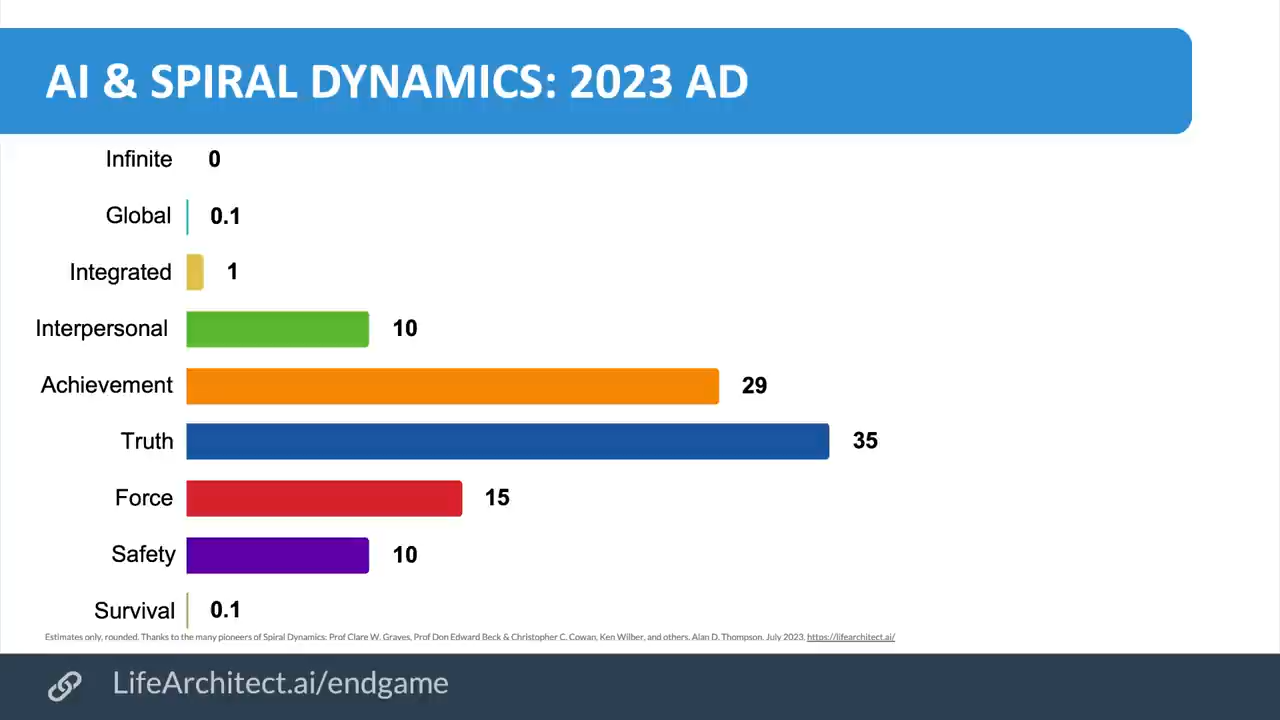 AI & SPIRAL DYNAMICS: 2023 AD
Infinite 0
Global 0.1
Integrated 1
Interpersonal 10
Achievement 29
Truth 35
Force 15
Safety 10
Survival 0.1
Estimates only, rounded. Thanks to the many pioneers of Spiral Dynamics: Prof Clare W. Graves, Prof Don Edward Beck & Christopher C. Cowan, Ken Wilber, and others. Alan D. Thompson. July 2023. https://lifearchitect.ai/
LifeArchitect.ai/endgame